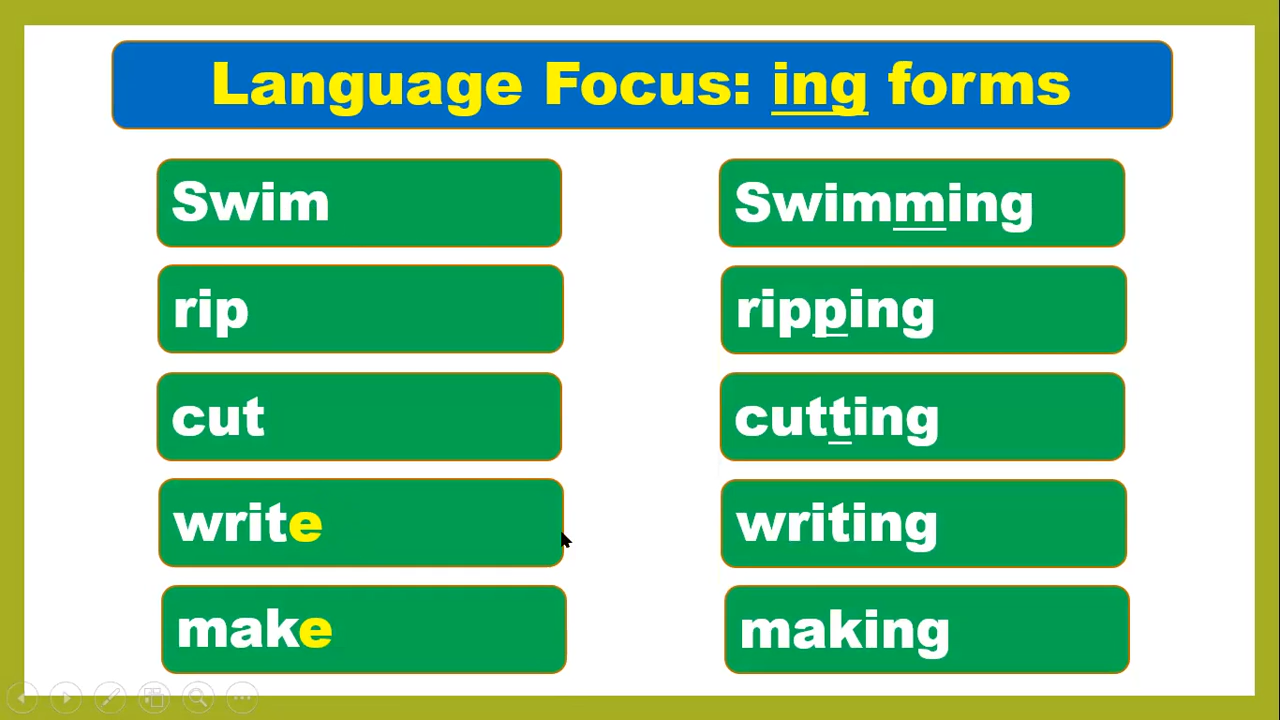 Language Focus: ing forms
Swim
Swimming
rip
ripping
cut
cutting
write
writing
make
making